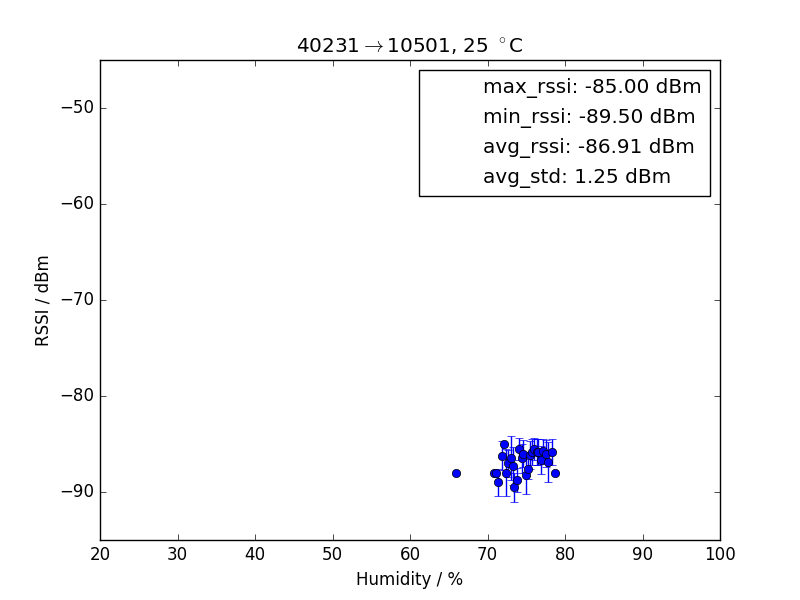 40231→10501, 25 °C
max_rssi: -85.00 dBm
min_rssi: -89.50 dBm
avg_rssi: -86.91 dBm
avg_std: 1.25 dBm
−50
−60
−70
−80
−90
RSSI / dBm
20 30 40 50 60 70 80 90 100
Humidity / %